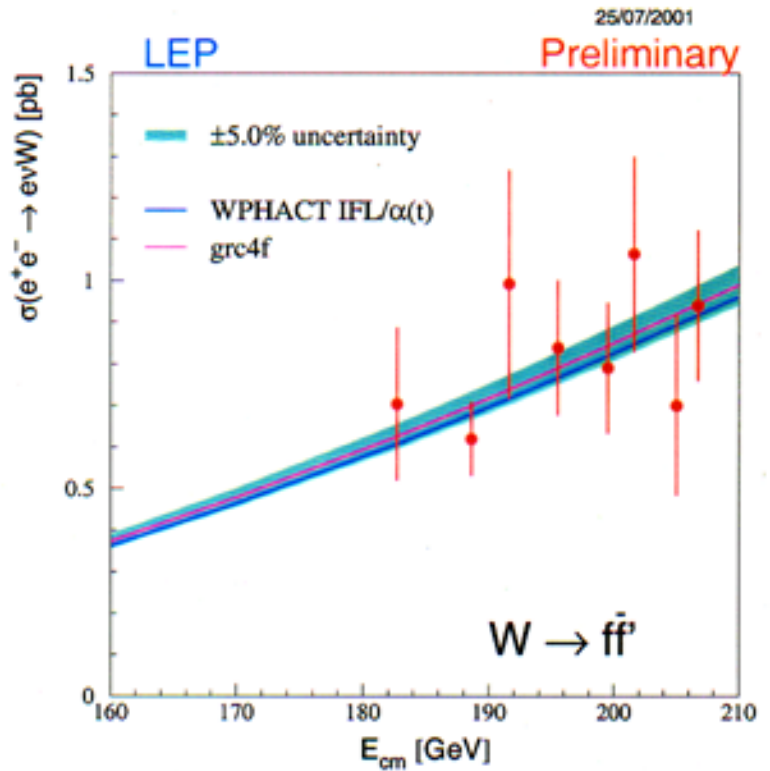 25/07/2001
LEP Preliminary
σ(e⁺e⁻ → eνW) [pb]
1.5
±5.0% uncertainty
WPHACT IFL/α(t)
grc4f
1
0.5
W → f̄f'
0
160 170 180 190 200 210
E_cm [GeV]